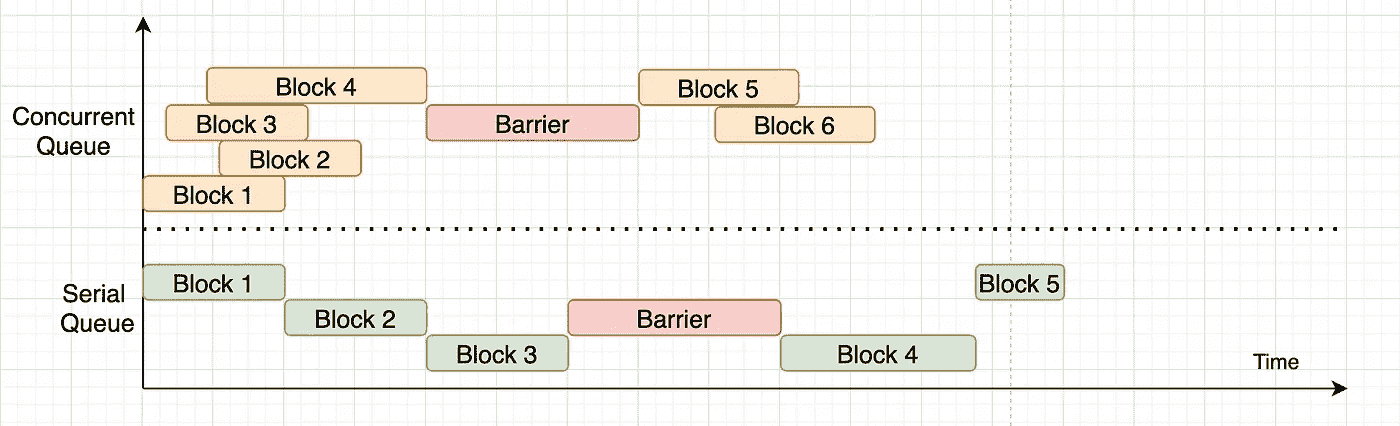 Block 4
Block 5
Concurrent
Queue
Block 3
Barrier
Block 6
Block 2
Block 1
Serial
Queue
Block 1
Block 5
Block 2
Barrier
Block 3
Block 4
Time